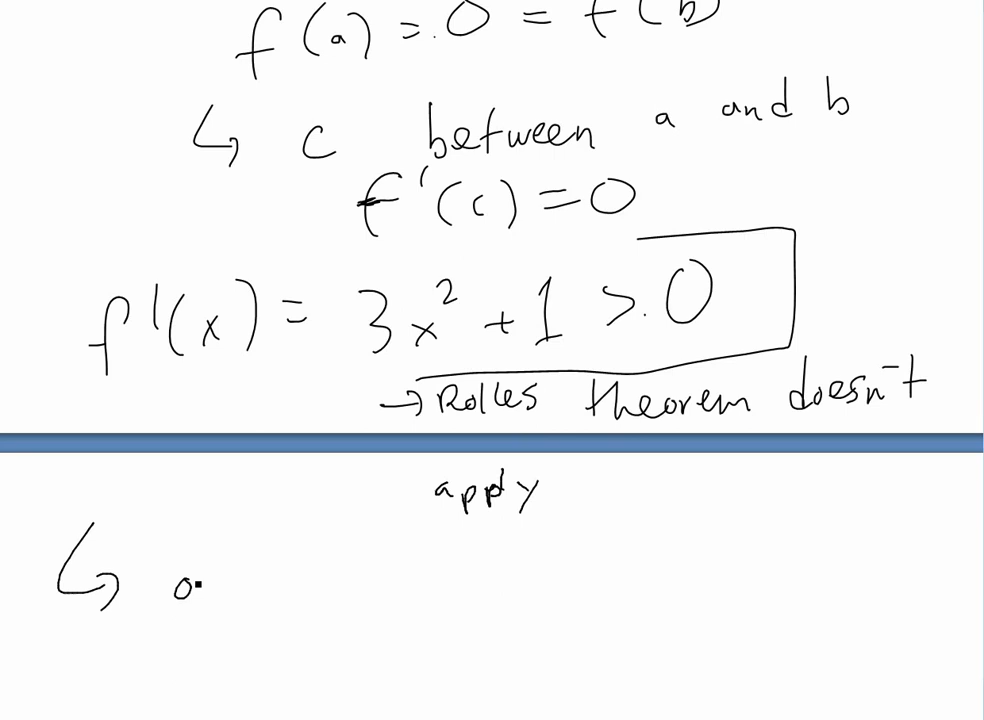 f(a) = 0 = f(b)
↳ c between a and b
f'(c) = 0
f'(x) = 3x² + 1 > 0
→ Rolles theorem doesn't
apply
↳ o